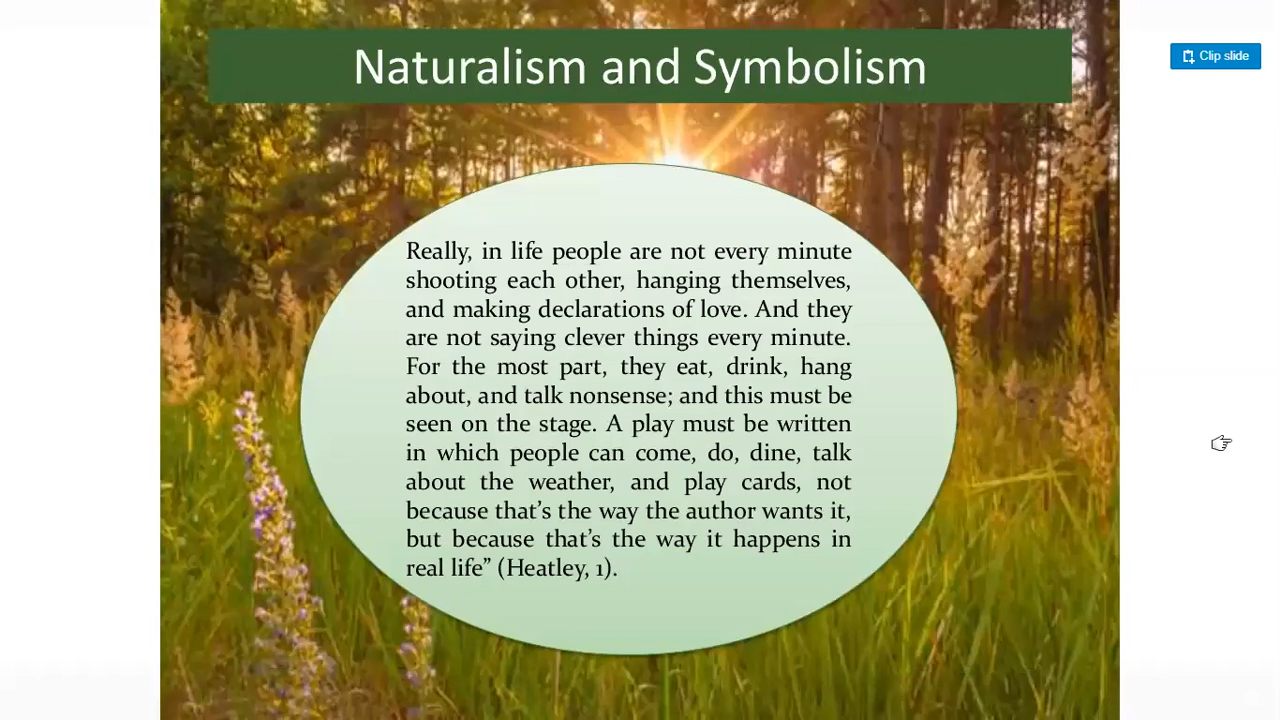 Naturalism and Symbolism
Clip slide
Really, in life people are not every minute
shooting each other, hanging themselves,
and making declarations of love. And they
are not saying clever things every minute.
For the most part, they eat, drink, hang
about, and talk nonsense; and this must be
seen on the stage. A play must be written
in which people can come, do, dine, talk
about the weather, and play cards, not
because that’s the way the author wants it,
but because that’s the way it happens in
real life” (Heatley, 1).